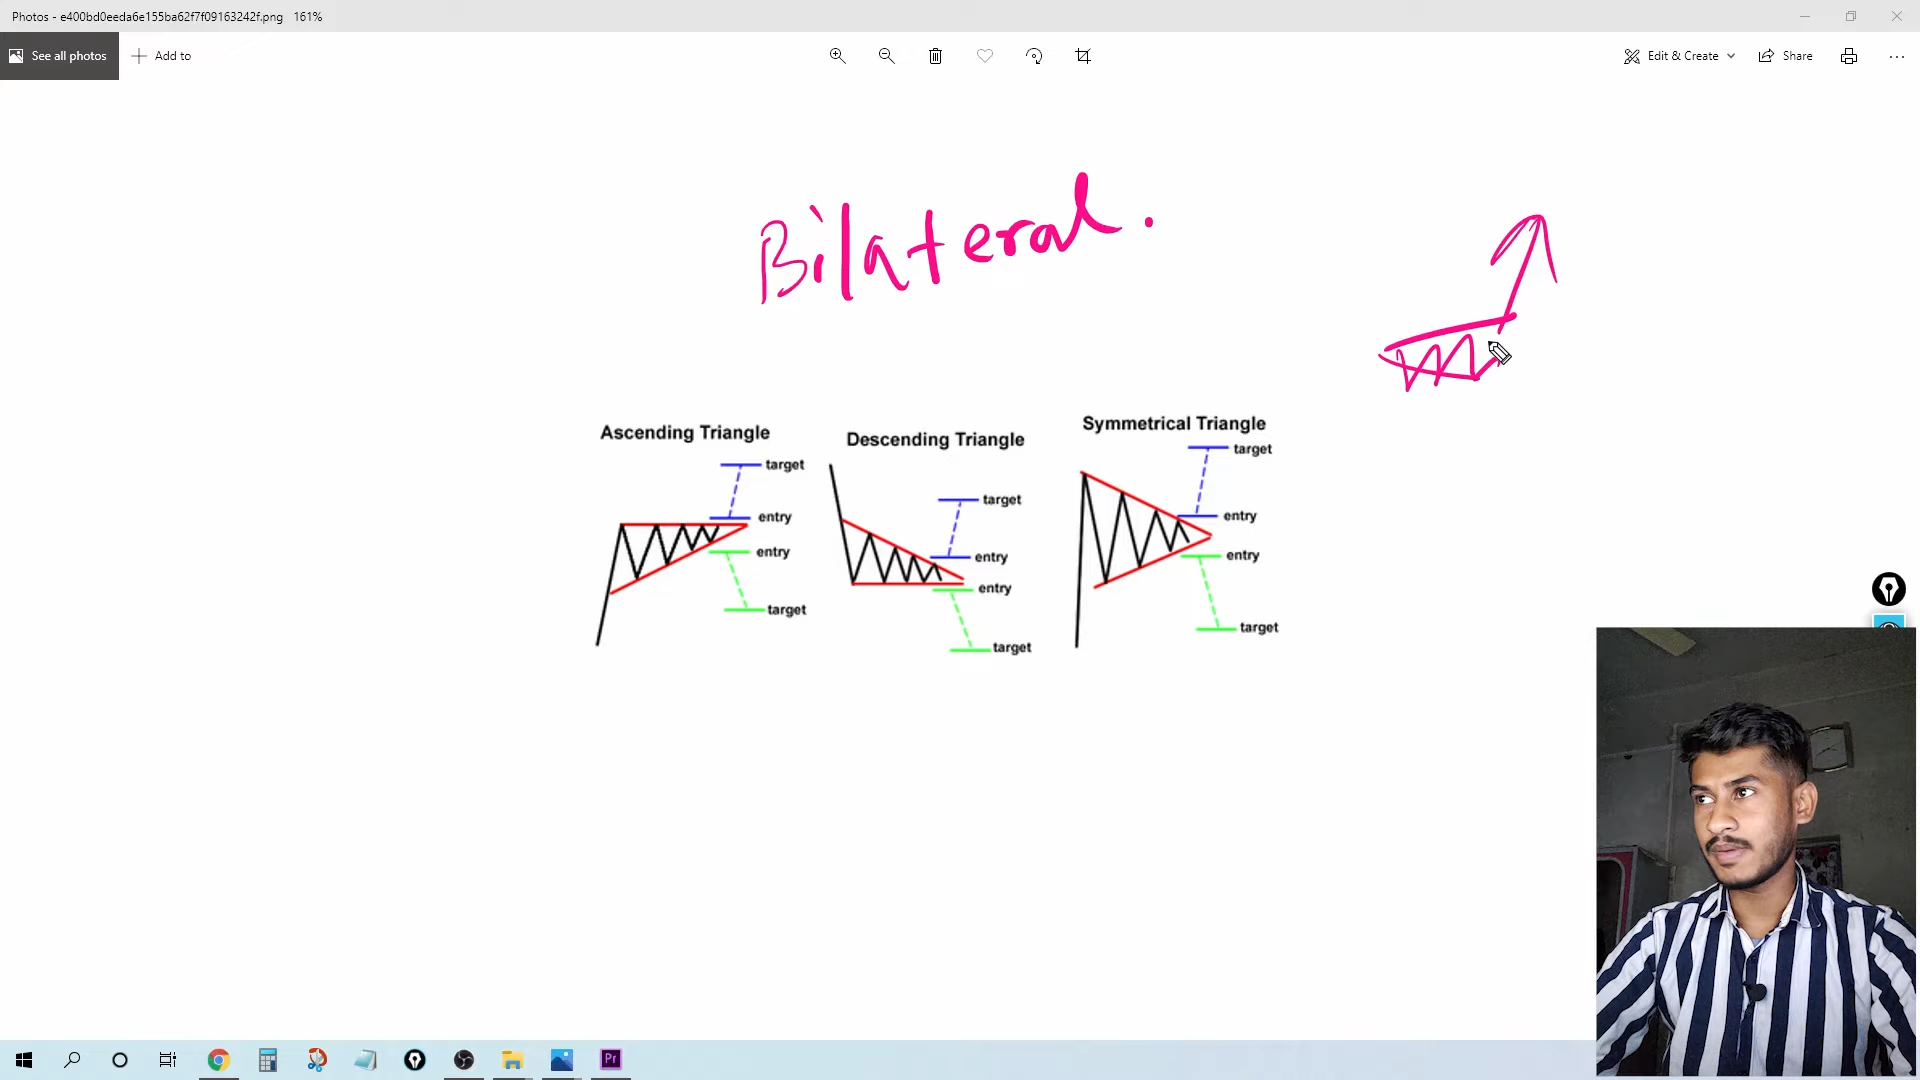 Photos - e400bd0eeda6e155ba62f7f09163242f.png 161%
See all photos
Add to
Edit & Create
Share
Bilateral.
Ascending Triangle
target
entry
entry
target
Descending Triangle
target
entry
entry
target
Symmetrical Triangle
target
entry
entry
target
Pr